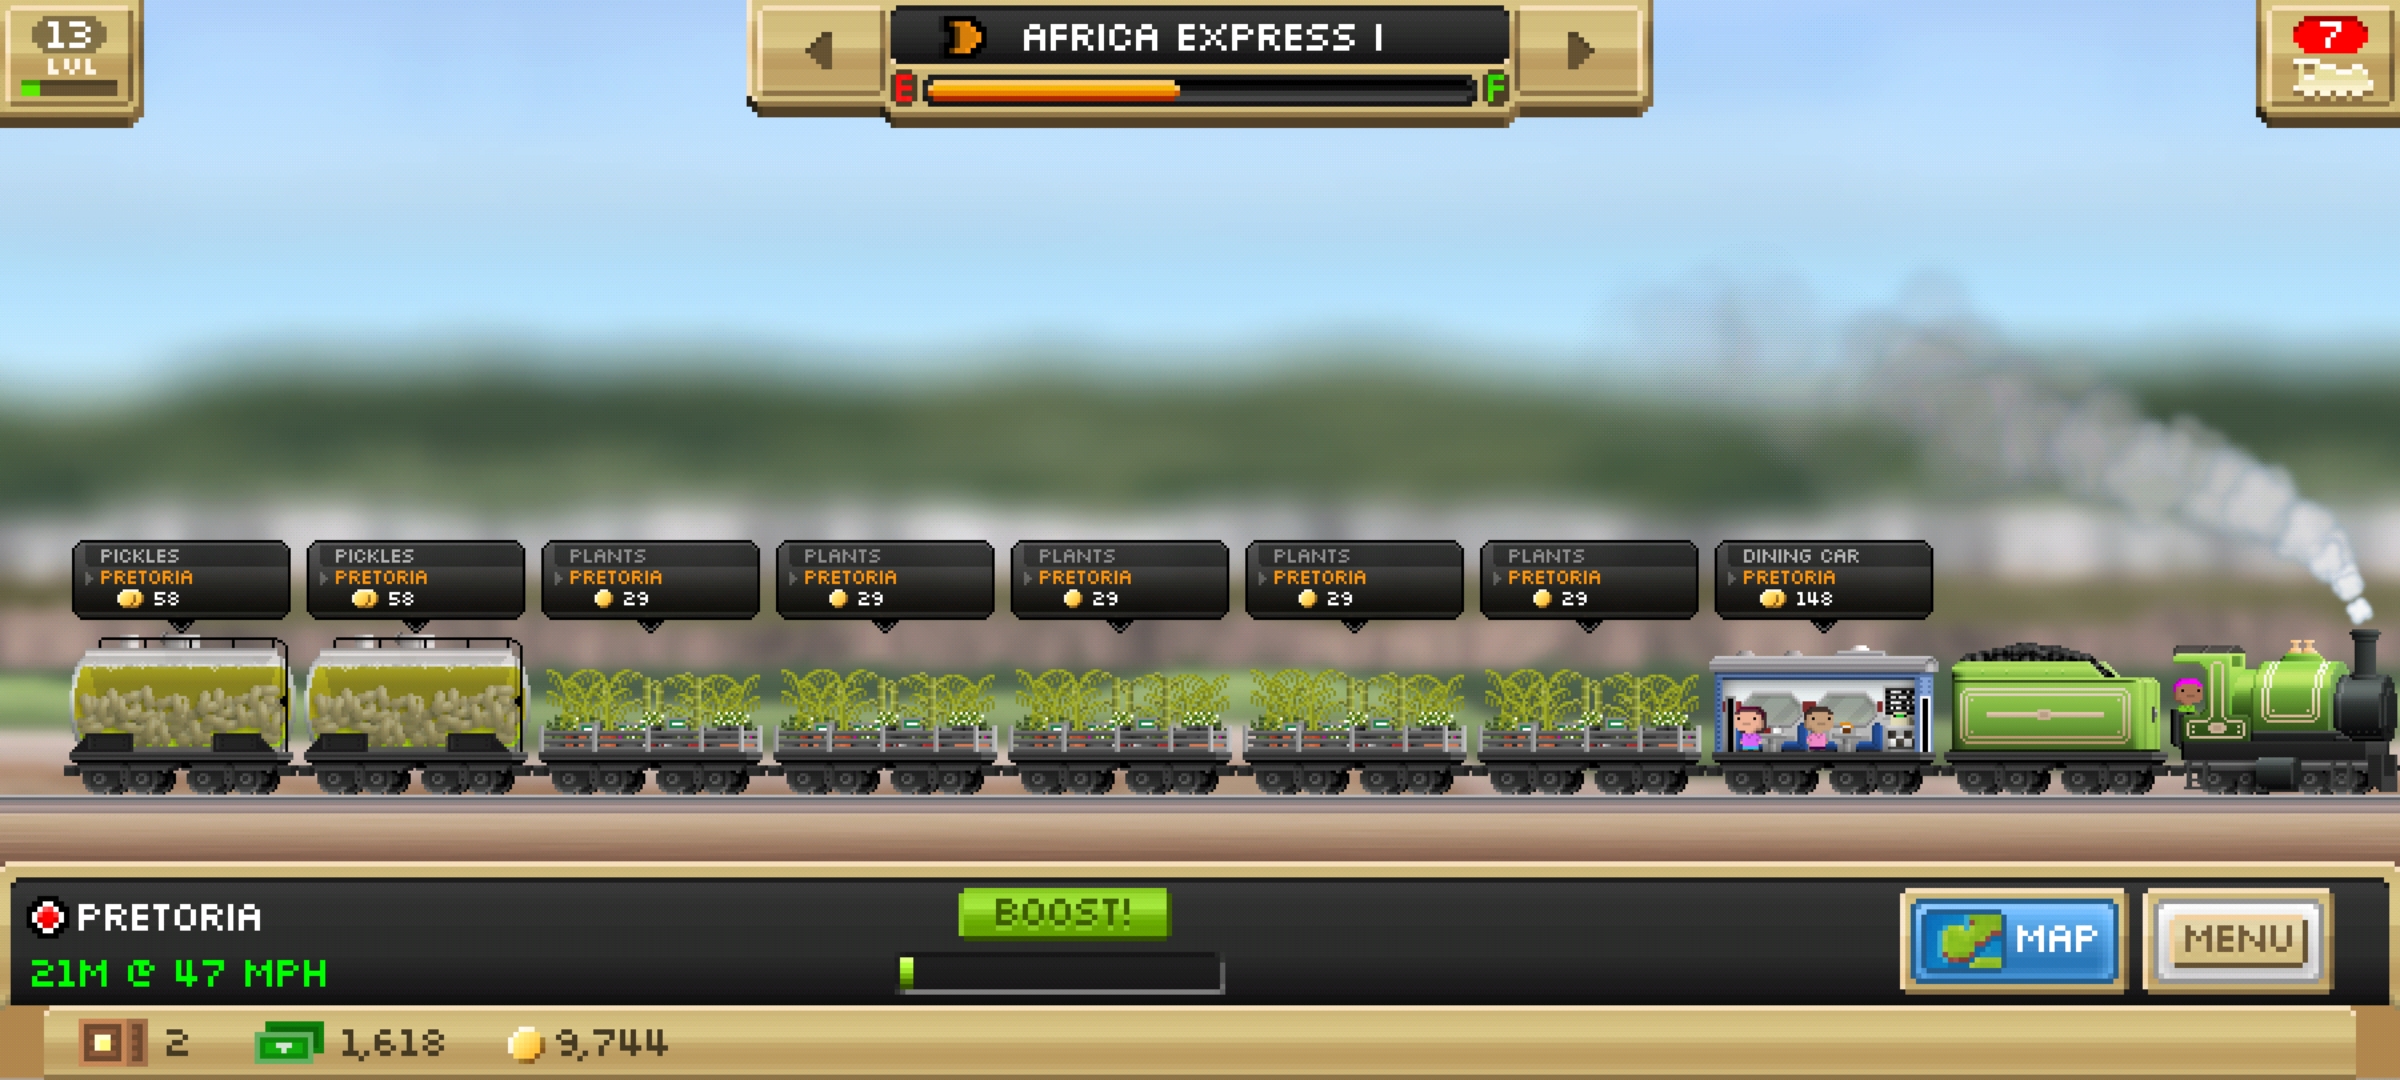 13
LVL
AFRICA EXPRESS I
E F
7
PICKLES
PRETORIA
58
PICKLES
PRETORIA
58
PLANTS
PRETORIA
29
PLANTS
PRETORIA
29
PLANTS
PRETORIA
29
PLANTS
PRETORIA
29
PLANTS
PRETORIA
29
DINING CAR
PRETORIA
148
PRETORIA
21M @ 47 MPH
BOOST!
MAP
MENU
2 1,618 9,744